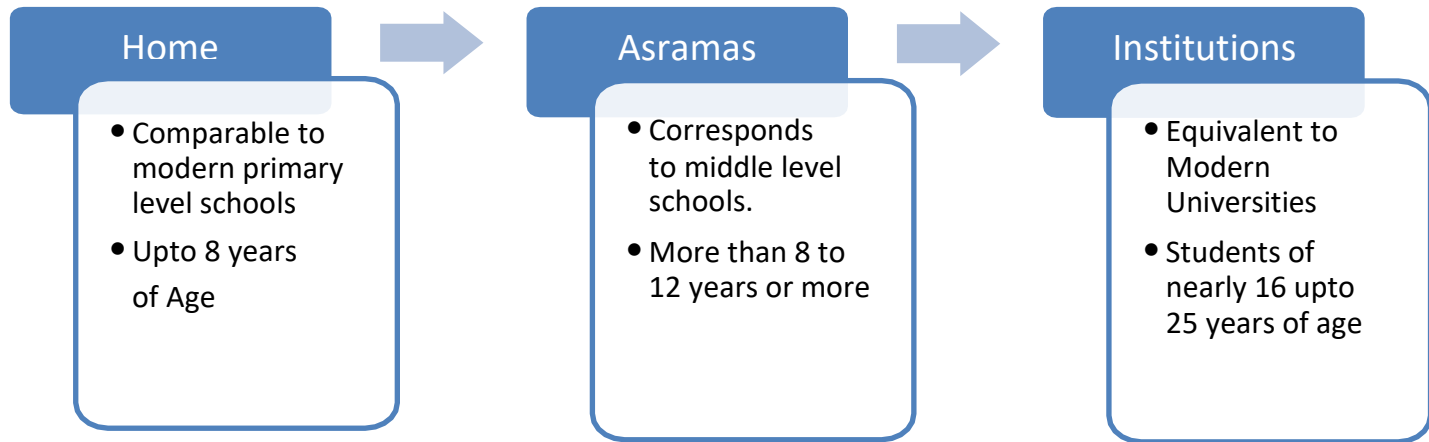 Home
• Comparable to
modern primary
level schools
• Upto 8 years
of Age
Asramas
• Corresponds
to middle level
schools.
• More than 8 to
12 years or more
Institutions
• Equivalent to
Modern
Universities
• Students of
nearly 16 upto
25 years of age